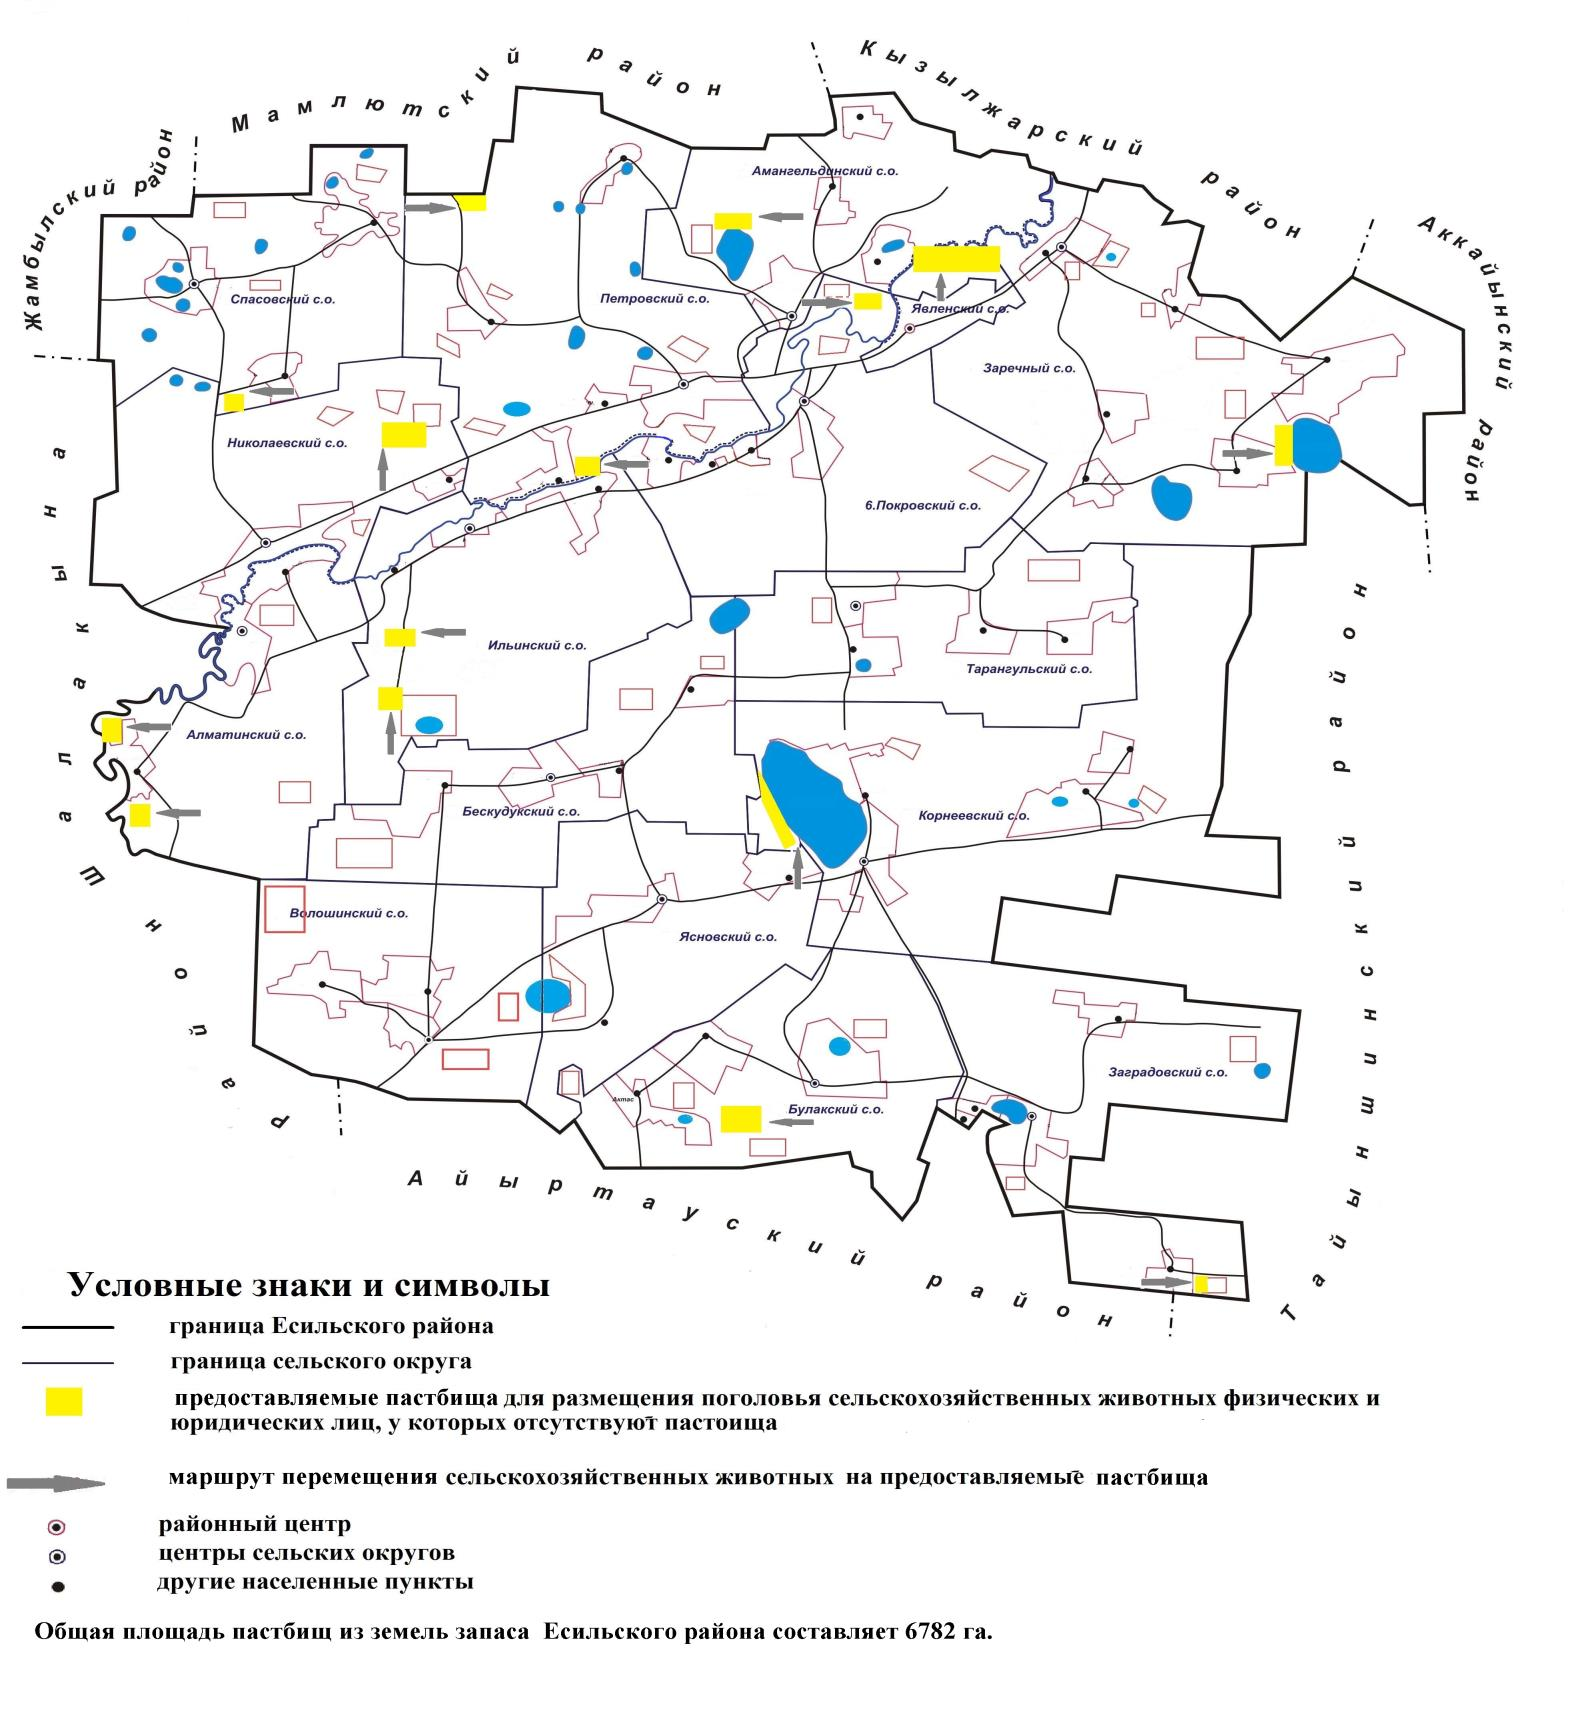 Мамлютский район
Кызылжарский район
Жамбылский район
Аккайынский район
Амангельдинский с.о.
Спасовский с.о.
Петровский с.о.
Явленский с.о.
Заречный с.о.
Николаевский с.о.
6.Покровский с.о.
Ильинский с.о.
Тарангульский с.о.
Алматинский с.о.
Бескудукский с.о.
Корнеевский с.о.
Волошинский с.о.
Ясновский с.о.
Заградовский с.о.
Актас
Булакский с.о.
Шал акына район
Айыртауский район
Тайыншинский район
Условные знаки и символы
граница Есильского района
граница сельского округа
предоставляемые пастбища для размещения поголовья сельскохозяйственных животных физических и
юридических лиц, у которых отсутствуют пастбища
маршрут перемещения сельскохозяйственных животных на предоставляемые пастбища
районный центр
центры сельских округов
другие населенные пункты
Общая площадь пастбищ из земель запаса Есильского района составляет 6782 га.